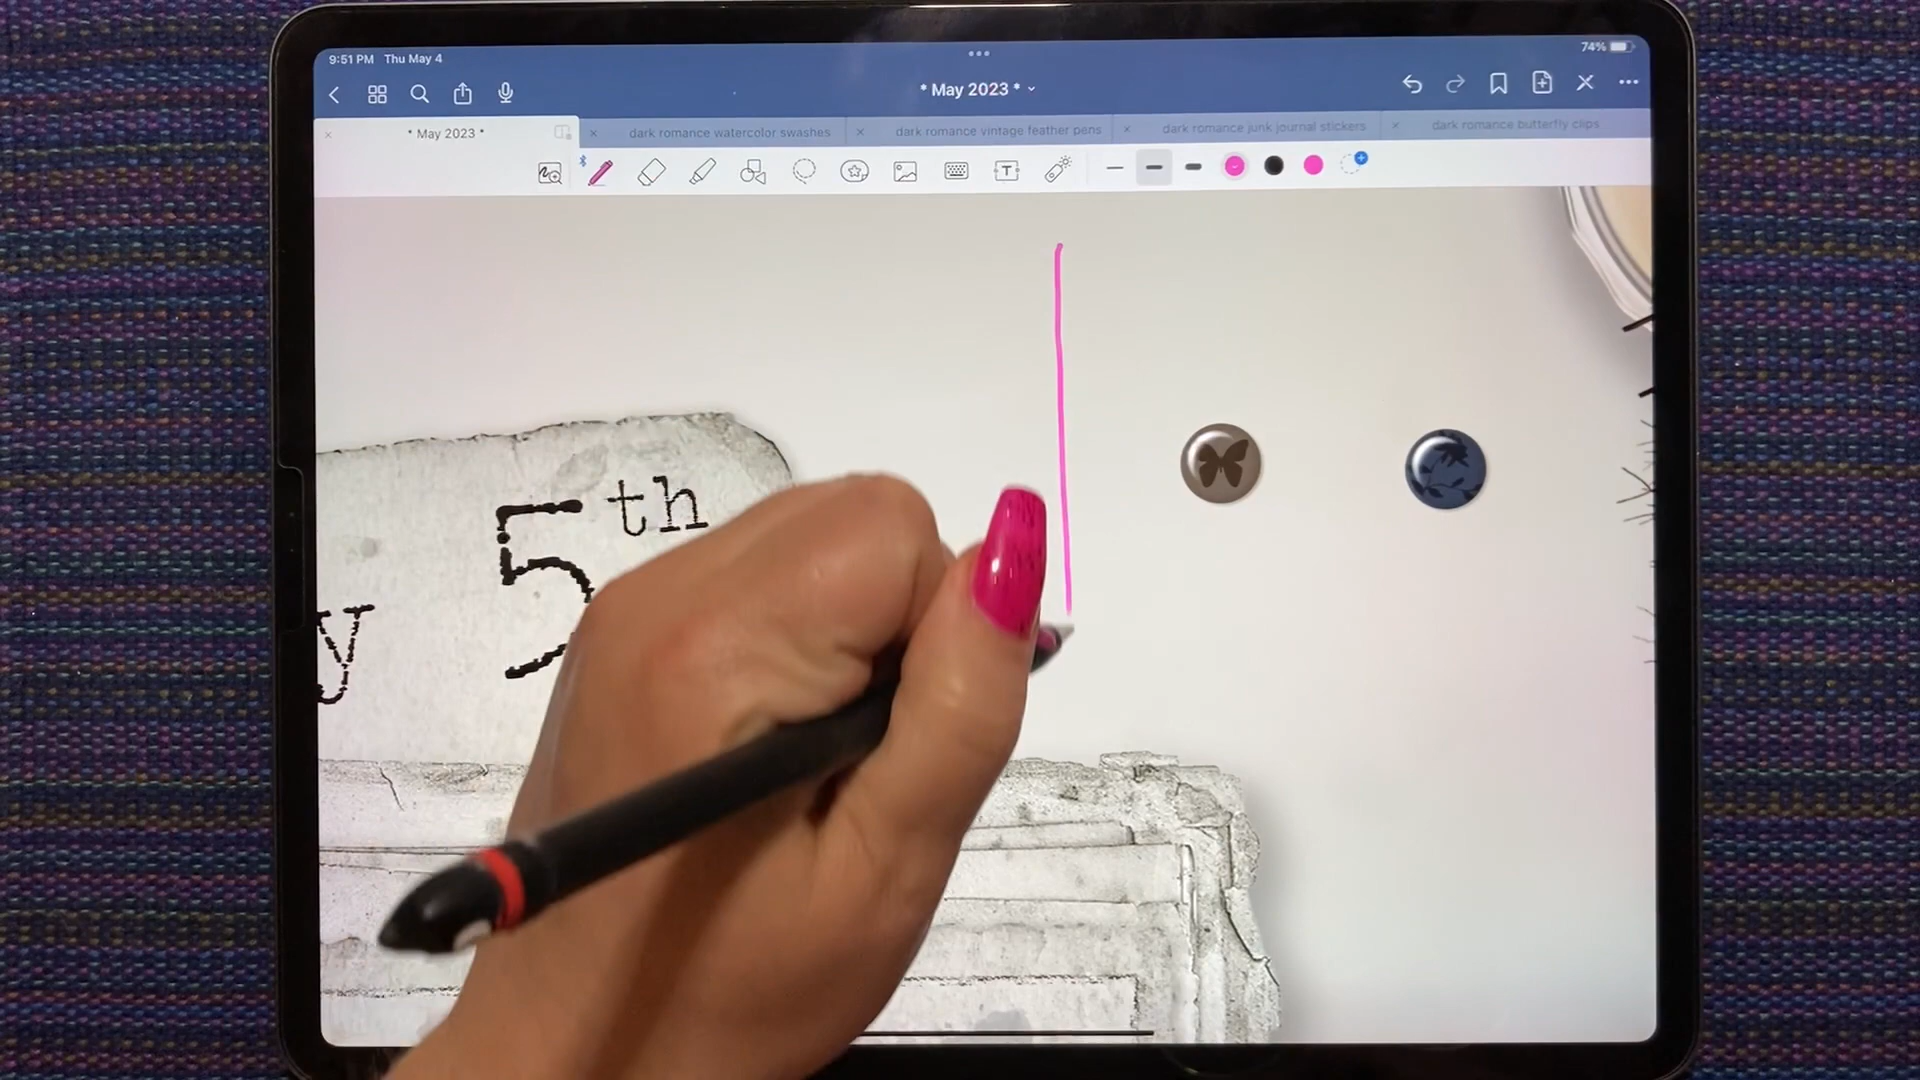 9:51 PM Thu May 4
74%
* May 2023 *
* May 2023 *
dark romance watercolor swashes
dark romance vintage feather pens
dark romance junk journal stickers
dark romance butterfly clips
T
5th
y